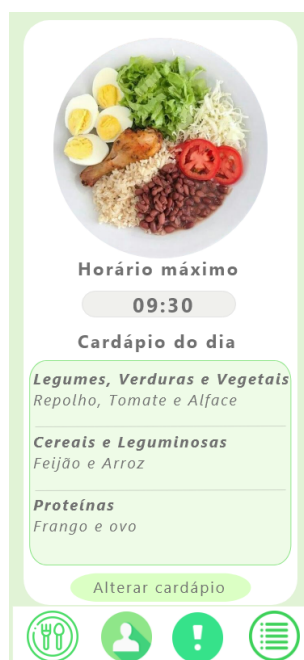 Horário máximo
09:30
Cardápio do dia
Legumes, Verduras e Vegetais
Repolho, Tomate e Alface
Cereais e Leguminosas
Feijão e Arroz
Proteínas
Frango e ovo
Alterar cardápio